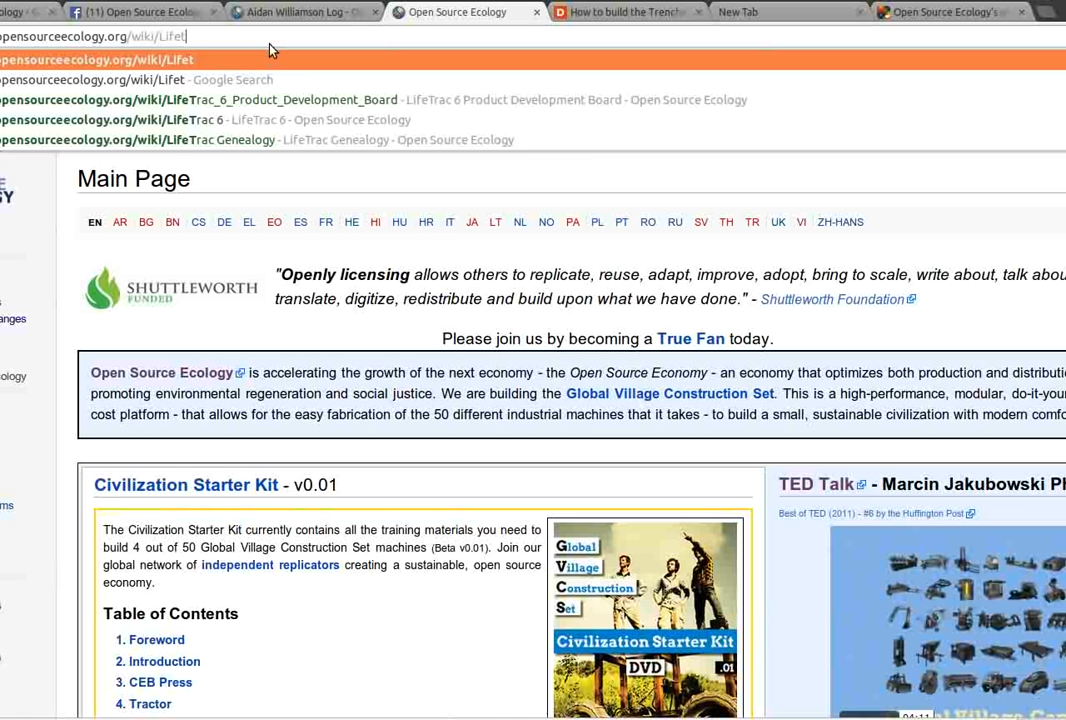 ology - G
(11) Open Source Ecolo
Aidan Williamson Log - O
Open Source Ecology
How to build the Trench
New Tab
Open Source Ecology's
opensourceecology.org/wiki/Lifet
opensourceecology.org/wiki/Lifet
opensourceecology.org/wiki/Lifet - Google Search
opensourceecology.org/wiki/LifeTrac_6_Product_Development_Board - LifeTrac 6 Product Development Board - Open Source Ecology
opensourceecology.org/wiki/LifeTrac 6 - LifeTrac 6 - Open Source Ecology
opensourceecology.org/wiki/LifeTrac Genealogy - LifeTrac Genealogy - Open Source Ecology
GY
anges
ology
ms
Main Page
EN AR BG BN CS DE EL EO ES FR HE HI HU HR IT JA LT NL NO PA PL PT RO RU SV TH TR UK VI ZH-HANS
SHUTTLEWORTH
FUNDED
"Openly licensing allows others to replicate, reuse, adapt, improve, adopt, bring to scale, write about, talk abou
translate, digitize, redistribute and build upon what we have done." - Shuttleworth Foundation
Please join us by becoming a True Fan today.
Open Source Ecology is accelerating the growth of the next economy - the Open Source Economy - an economy that optimizes both production and distributi
promoting environmental regeneration and social justice. We are building the Global Village Construction Set. This is a high-performance, modular, do-it-your
cost platform - that allows for the easy fabrication of the 50 different industrial machines that it takes - to build a small, sustainable civilization with modern comfo
Civilization Starter Kit - v0.01
The Civilization Starter Kit currently contains all the training materials you need to
build 4 out of 50 Global Village Construction Set machines (Beta v0.01). Join our
global network of independent replicators creating a sustainable, open source
economy.
Table of Contents
1. Foreword
2. Introduction
3. CEB Press
4. Tractor
Global
Village
Construction
Set
Civilization Starter Kit
DVD .01
TED Talk - Marcin Jakubowski Ph
Best of TED (2011) - #6 by the Huffington Post
04:11